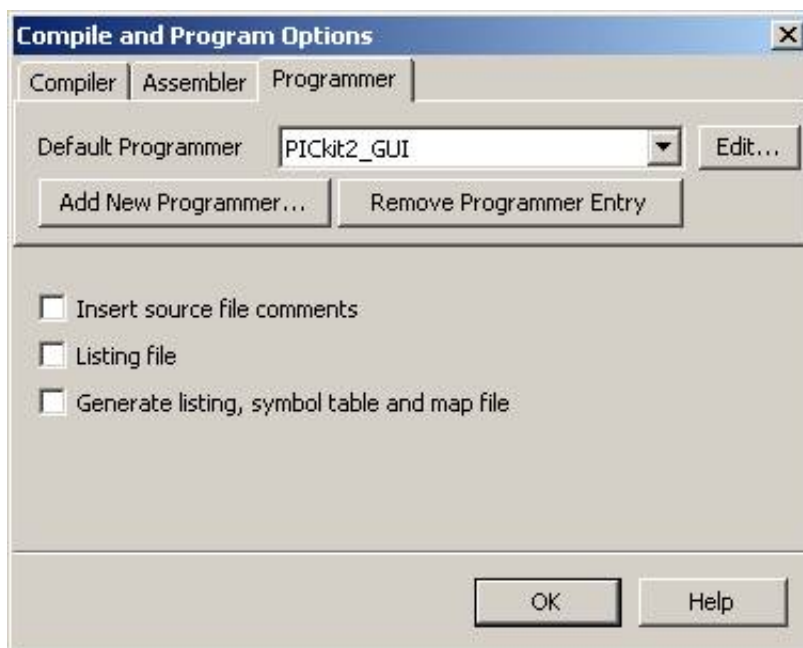 Compile and Program Options
Compiler Assembler Programmer
Default Programmer PICkit2_GUI Edit...
Add New Programmer... Remove Programmer Entry
Insert source file comments
Listing file
Generate listing, symbol table and map file
OK Help